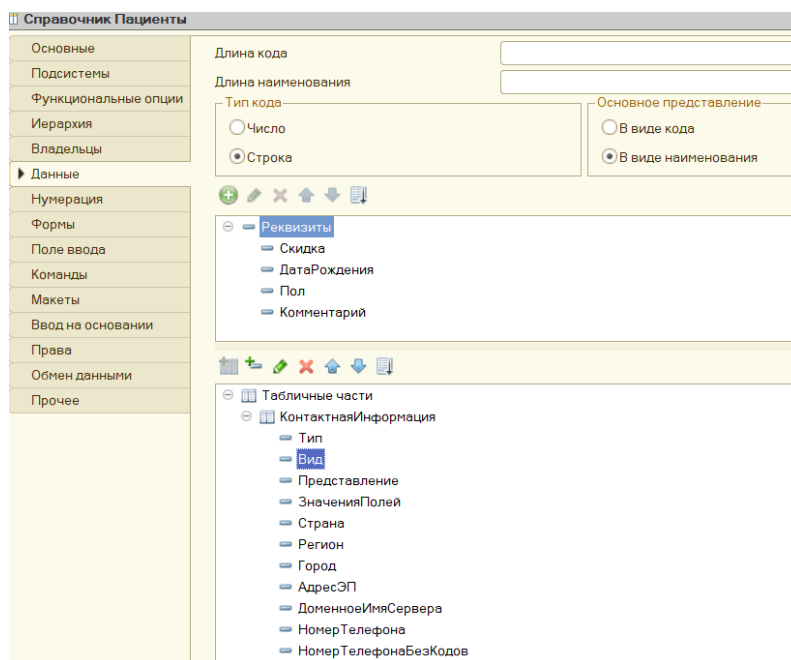 Справочник Пациенты
Основные
Подсистемы
Функциональные опции
Иерархия
Владельцы
Данные
Нумерация
Формы
Поле ввода
Команды
Макеты
Ввод на основании
Права
Обмен данными
Прочее
Длина кода
Длина наименования
Тип кода
Число
Строка
Основное представление
В виде кода
В виде наименования
Реквизиты
Скидка
ДатаРождения
Пол
Комментарий
Табличные части
КонтактнаяИнформация
Тип
Вид
Представление
ЗначенияПолей
Страна
Регион
Город
АдресЭП
ДоменноеИмяСервера
НомерТелефона
НомерТелефонаБезКодов